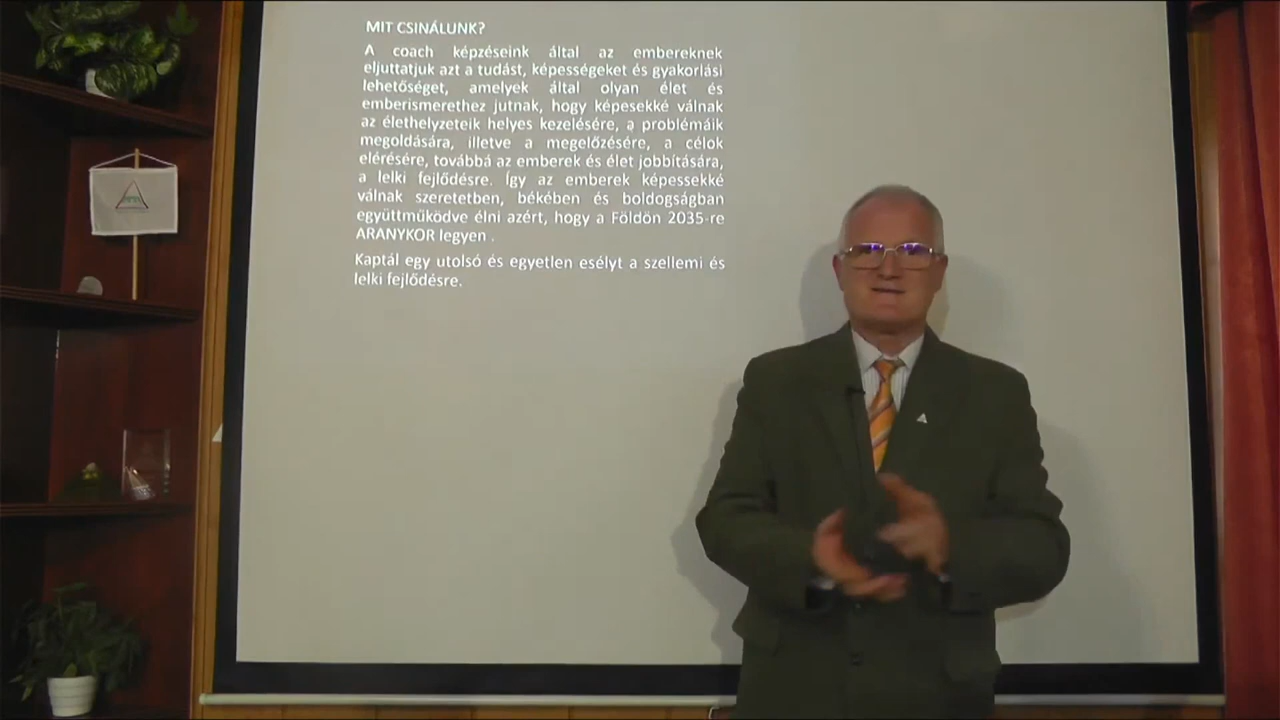 MIT CSINÁLUNK?
A coach képzéseink által az embereknek
eljuttatjuk azt a tudást, képességeket és gyakorlási
lehetőséget, amelyek által olyan élet és
emberismerethez jutnak, hogy képesekké válnak
az élethelyzeteik helyes kezelésére, a problémáik
megoldására, illetve a megelőzésére, a célok
elérésére, továbbá az emberek és élet jobbítására,
a lelki fejlődésre. Így az emberek képessekké
válnak szeretetben, békében és boldogságban
együttműködve élni azért, hogy a Földön 2035-re
ARANYKOR legyen .
Kaptál egy utolsó és egyetlen esélyt a szellemi és
lelki fejlődésre.